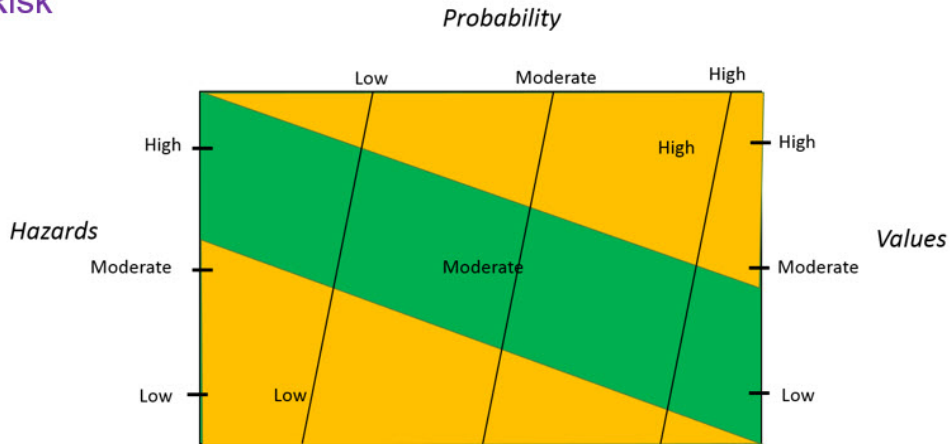 RISK
Probability
Low Moderate High
High High High
Hazards Values
Moderate Moderate Moderate
Low Low Low